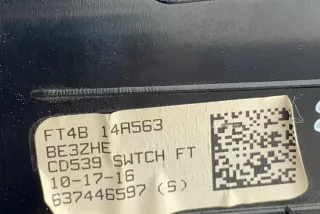 FT4B 14A563
BE3ZHE
CD539 SWTCH FT
10-17-16
637446597 (S)